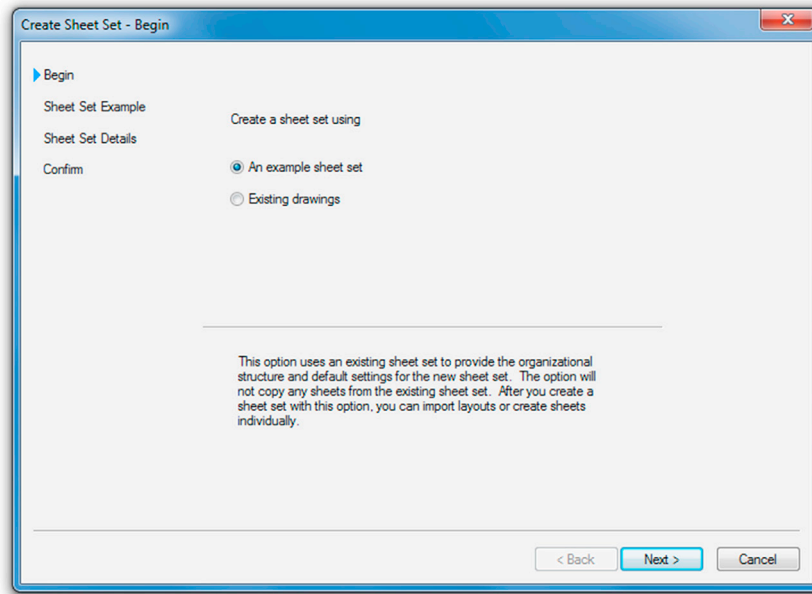 Create Sheet Set - Begin
Begin
Sheet Set Example
Sheet Set Details
Confirm
Create a sheet set using
An example sheet set
Existing drawings
This option uses an existing sheet set to provide the organizational
structure and default settings for the new sheet set. The option will
not copy any sheets from the existing sheet set. After you create a
sheet set with this option, you can import layouts or create sheets
individually.
< Back Next > Cancel